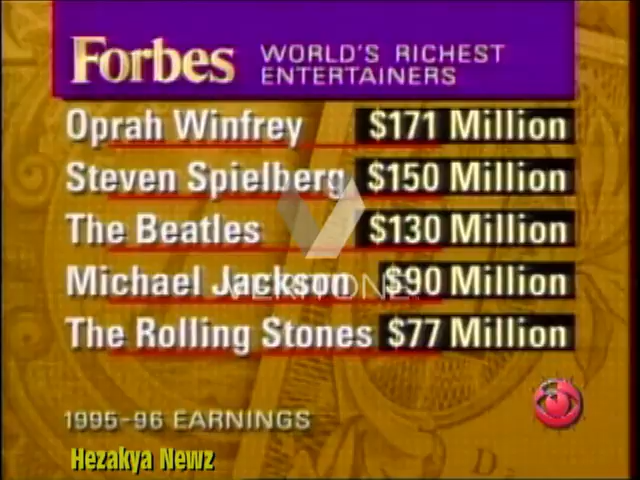 Forbes WORLD'S RICHEST
ENTERTAINERS
Oprah Winfrey $171 Million
Steven Spielberg $150 Million
The Beatles $130 Million
Michael Jackson $90 Million
The Rolling Stones $77 Million
VERITONE
1995-96 EARNINGS
Hezakya Newz